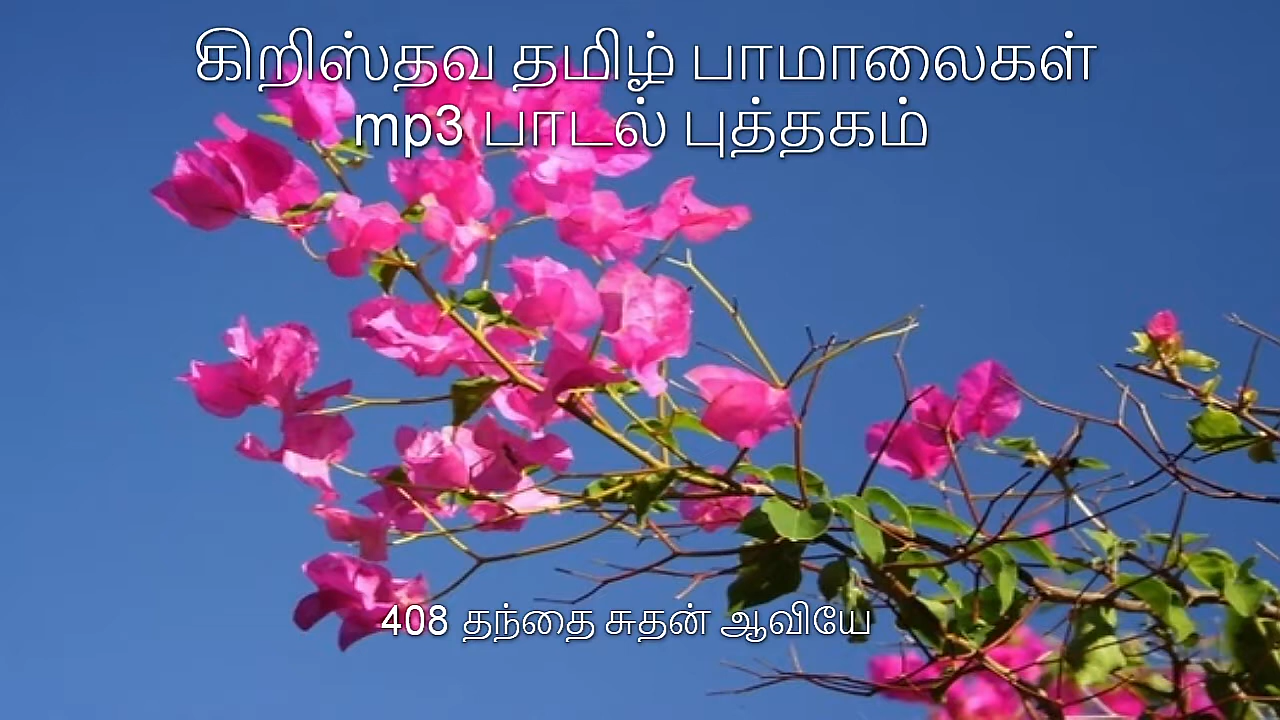 கிறிஸ்தவ தமிழ் பாமாலைகள்
mp3 பாடல் புத்தகம்
408 தந்தை சுதன் ஆவியே